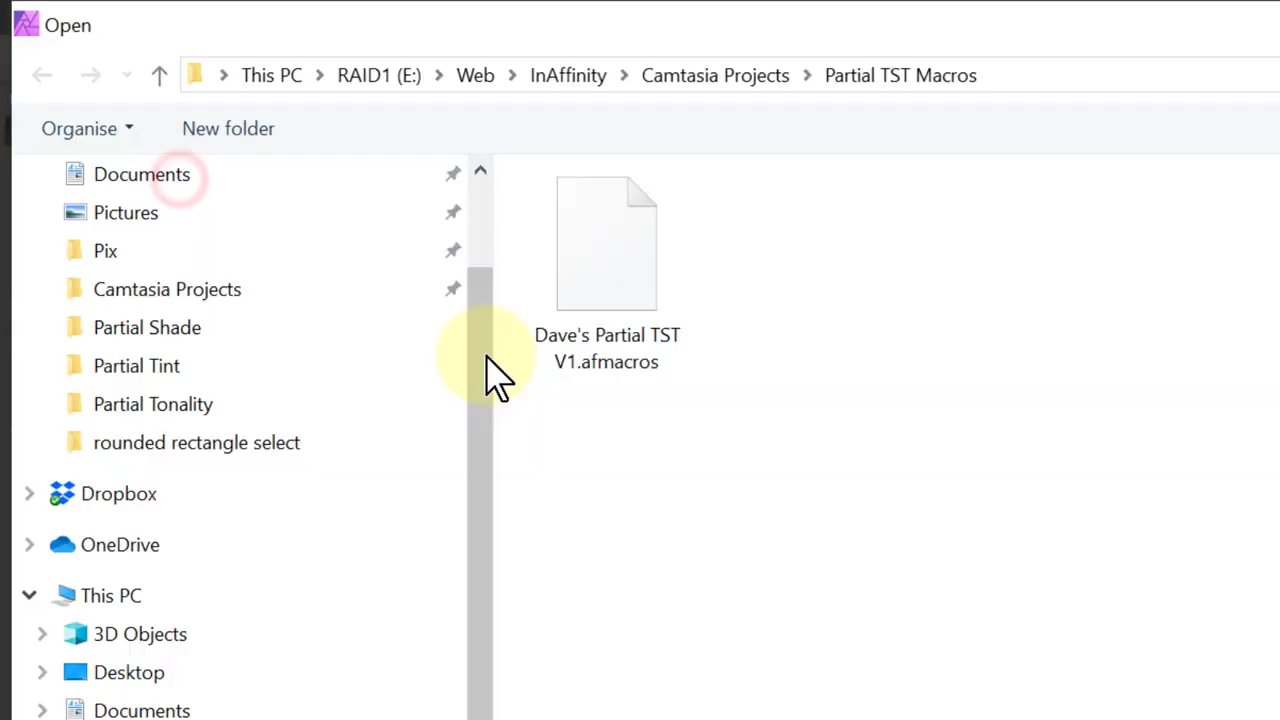 Open
This PC RAID1 (E:) Web InAffinity Camtasia Projects Partial TST Macros
Organise New folder
Documents
Pictures
Pix
Camtasia Projects
Partial Shade
Partial Tint
Partial Tonality
rounded rectangle select
Dropbox
OneDrive
This PC
3D Objects
Desktop
Documents
Dave's Partial TST
V1.afmacros